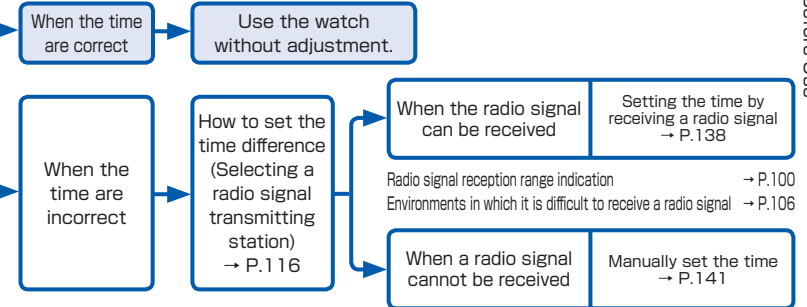 When the time
are correct
Use the watch
without adjustment.
When the
time are
incorrect
How to set the
time difference
(Selecting a
radio signal
transmitting
station)
→ P.116
When the radio signal
can be received
Setting the time by
receiving a radio signal
→ P.138
Radio signal reception range indication → P.100
Environments in which it is difficult to receive a radio signal → P.106
When a radio signal
cannot be received
Manually set the time
→ P.141